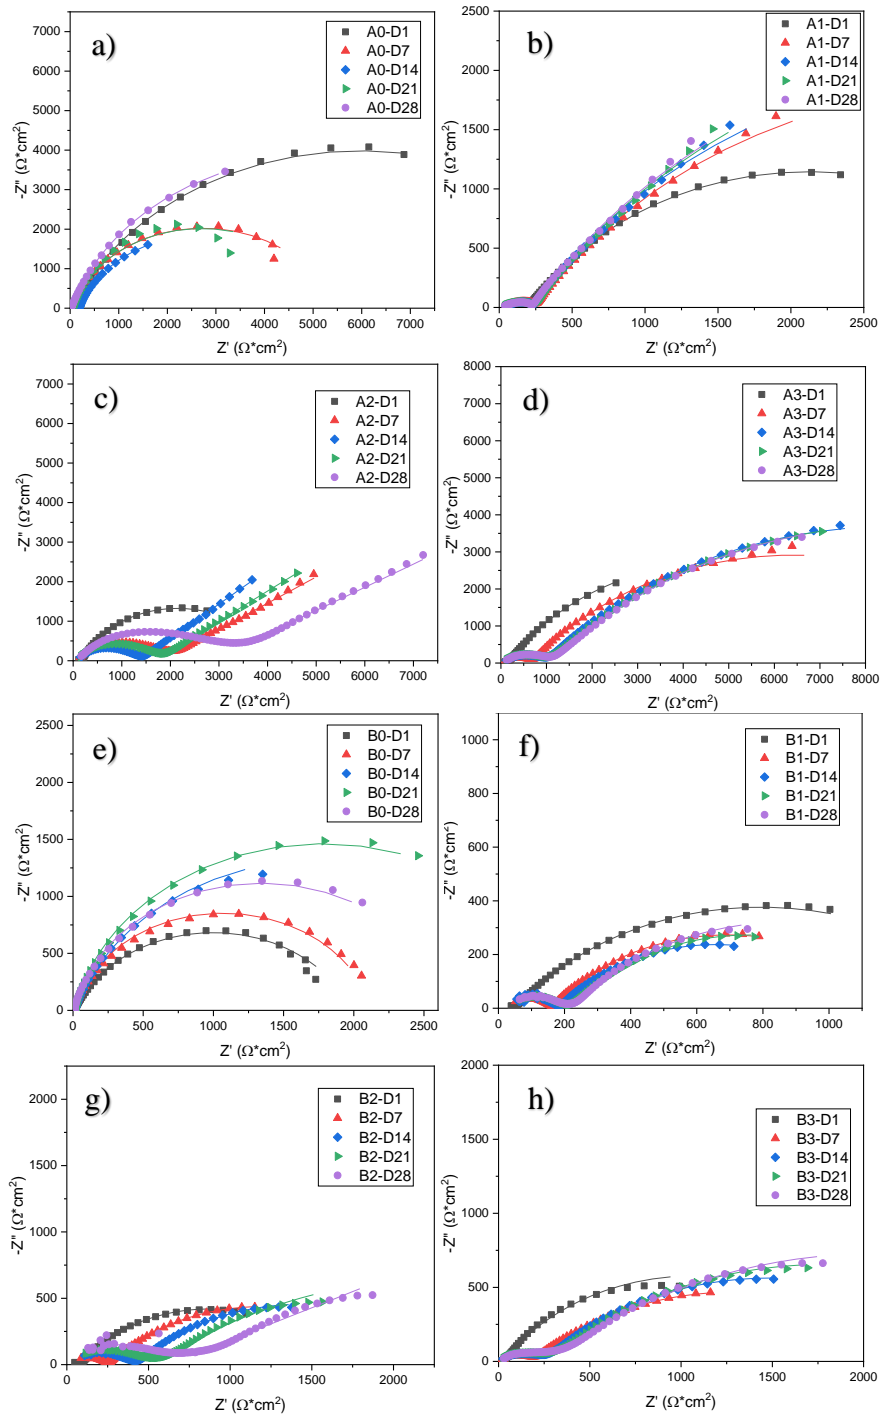 a)
A0-D1
A0-D7
A0-D14
A0-D21
A0-D28
7000
6000
5000
4000
3000
2000
1000
0
-Z" (Ω*cm²)
0 1000 2000 3000 4000 5000 6000 7000
Z' (Ω*cm²)
b)
A1-D1
A1-D7
A1-D14
A1-D21
A1-D28
2000
1500
1000
500
0
-Z" (Ω*cm²)
500 1000 1500 2000 2500
Z' (Ω*cm²)
c)
A2-D1
A2-D7
A2-D14
A2-D21
A2-D28
7000
6000
5000
4000
3000
2000
1000
0
-Z" (Ω*cm²)
0 1000 2000 3000 4000 5000 6000 7000
Z' (Ω*cm²)
d)
A3-D1
A3-D7
A3-D14
A3-D21
A3-D28
8000
7000
6000
5000
4000
3000
2000
1000
0
-Z" (Ω*cm²)
0 1000 2000 3000 4000 5000 6000 7000 8000
Z' (Ω*cm²)
e)
B0-D1
B0-D7
B0-D14
B0-D21
B0-D28
2500
2000
1500
1000
500
0
-Z" (Ω*cm²)
0 500 1000 1500 2000 2500
Z' (Ω*cm²)
f)
B1-D1
B1-D7
B1-D14
B1-D21
B1-D28
1000
800
600
400
200
0
-Z" (Ω*cm²)
0 200 400 600 800 1000
Z' (Ω*cm²)
g)
B2-D1
B2-D7
B2-D14
B2-D21
B2-D28
2000
1500
1000
500
0
-Z" (Ω*cm²)
0 500 1000 1500 2000
Z' (Ω*cm²)
h)
B3-D1
B3-D7
B3-D14
B3-D21
B3-D28
2000
1500
1000
500
0
-Z" (Ω*cm²)
0 500 1000 1500 2000
Z' (Ω*cm²)